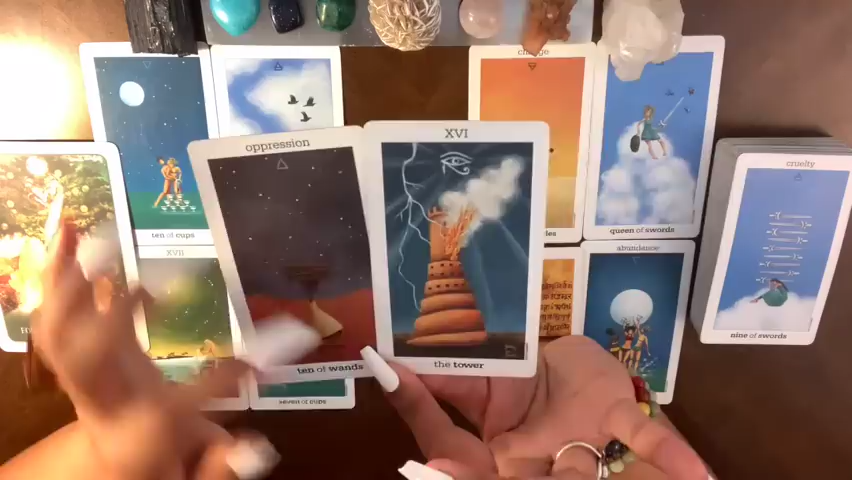 ten of cups
XVII
oppression
ten of wands
XVI
the tower
queen of swords
abundance
cruelty
nine of swords